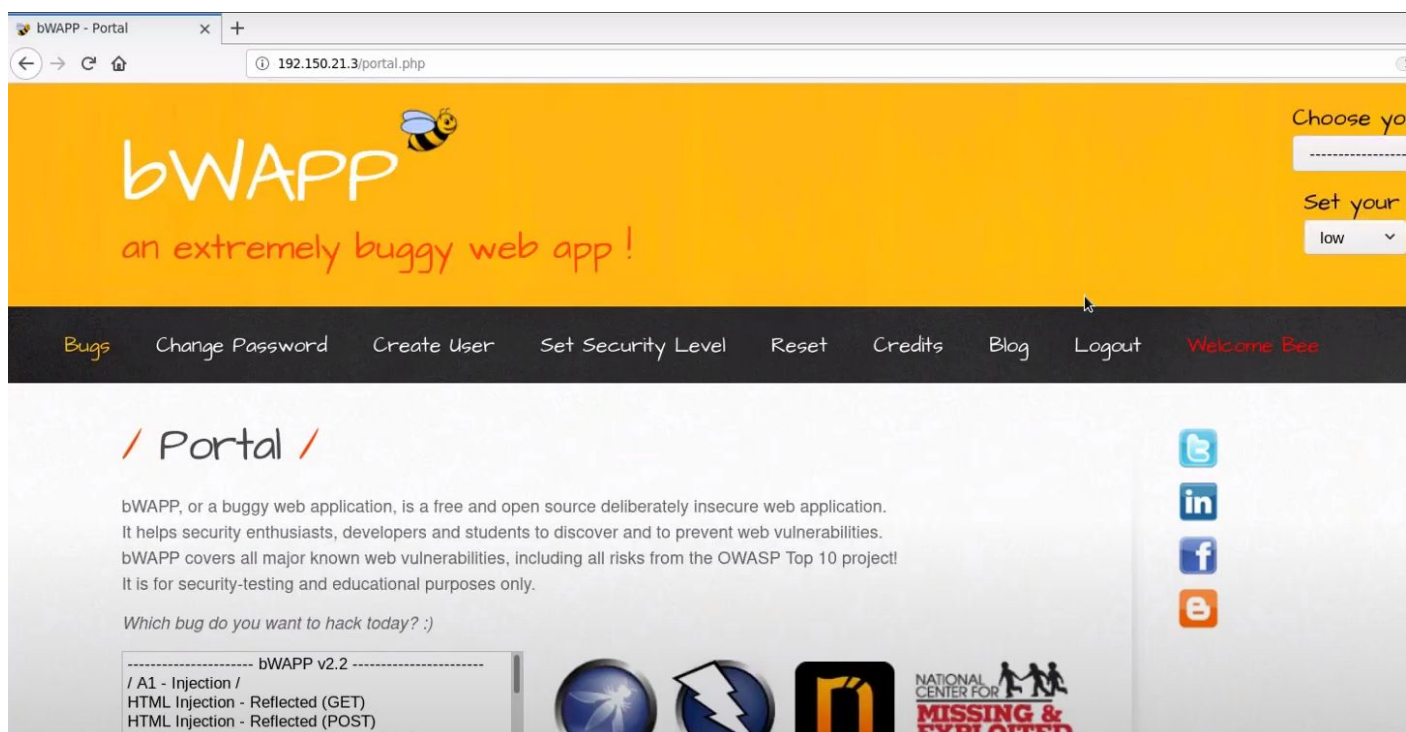 bWAPP - Portal
192.150.21.3/portal.php
Choose yo
--------------------
bWAPP
an extremely buggy web app !
Set your
low
Bugs Change Password Create User Set Security Level Reset Credits Blog Logout Welcome Bee
/ Portal /
bWAPP, or a buggy web application, is a free and open source deliberately insecure web application.
It helps security enthusiasts, developers and students to discover and to prevent web vulnerabilities.
bWAPP covers all major known web vulnerabilities, including all risks from the OWASP Top 10 project!
It is for security-testing and educational purposes only.
Which bug do you want to hack today? :)
---------------------- bWAPP v2.2 -----------------------
/ A1 - Injection /
HTML Injection - Reflected (GET)
HTML Injection - Reflected (POST)
NATIONAL
CENTER FOR
MISSING &
EXPLOITED